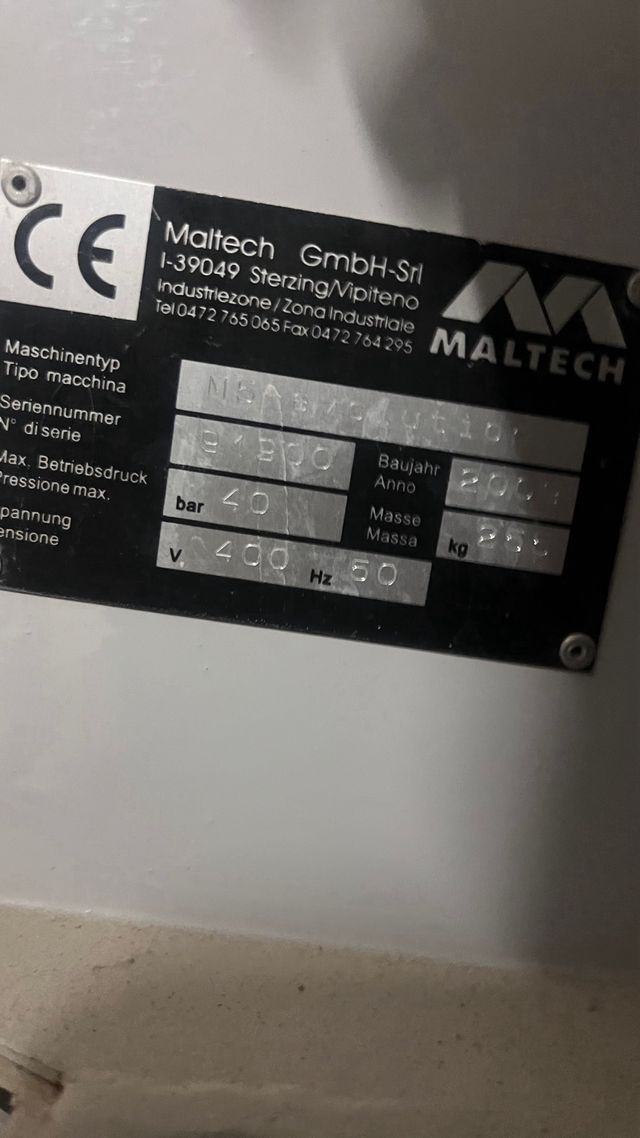 CE
Maltech GmbH-Srl
I-39049 Sterzing/Vipiteno
Industriezone/Zona Industriale
Tel 0472 765 065 Fax 0472 764 295
MALTECH
Maschinentyp
Tipo macchina
Seriennummer
N° di serie
Baujahr
Anno
Max. Betriebsdruck
Pressione max.
bar 40
Masse
Massa
kg
pannung
ensione
V 400 Hz 50